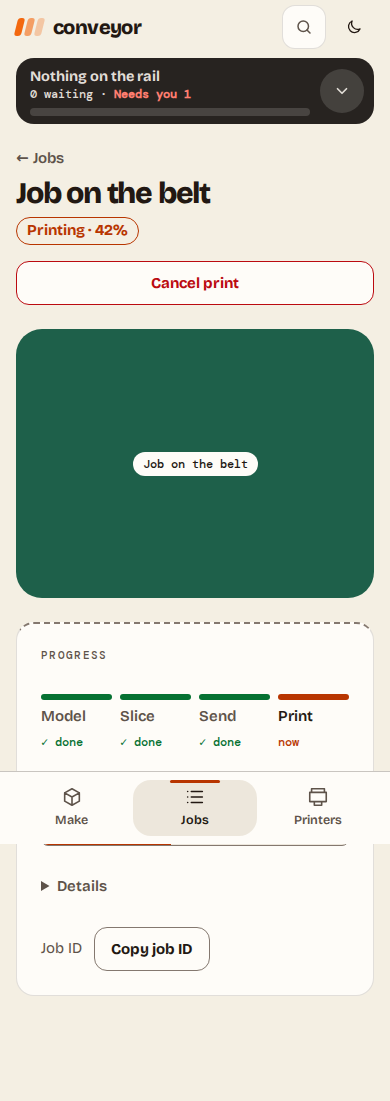 conveyor
Nothing on the rail
0 waiting · Needs you 1
← Jobs
Job on the belt
Printing · 42%
Cancel print
Job on the belt
PROGRESS
Model Slice Send Print
✓ done ✓ done ✓ done now
Make Jobs Printers
▶ Details
Job ID Copy job ID